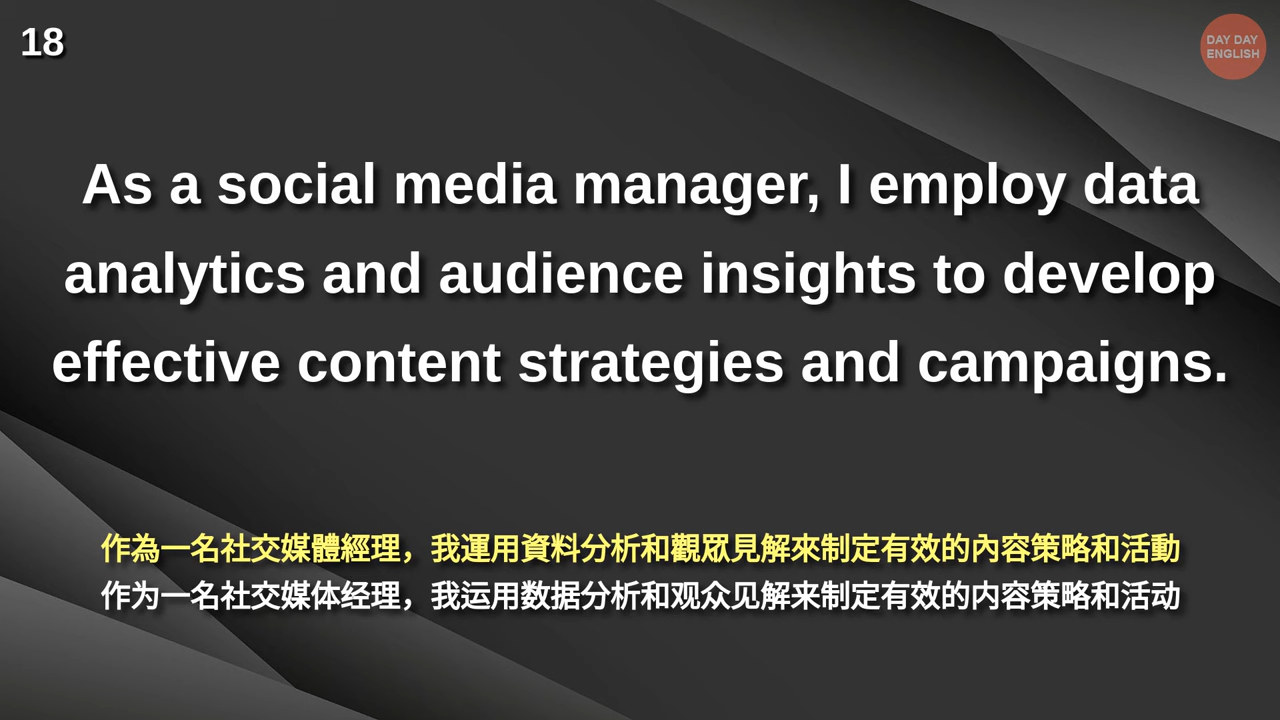 18
DAY DAY
ENGLISH
As a social media manager, I employ data
analytics and audience insights to develop
effective content strategies and campaigns.
作為一名社交媒體經理，我運用資料分析和觀眾見解來制定有效的內容策略和活動
作为一名社交媒体经理，我运用数据分析和观众见解来制定有效的内容策略和活动